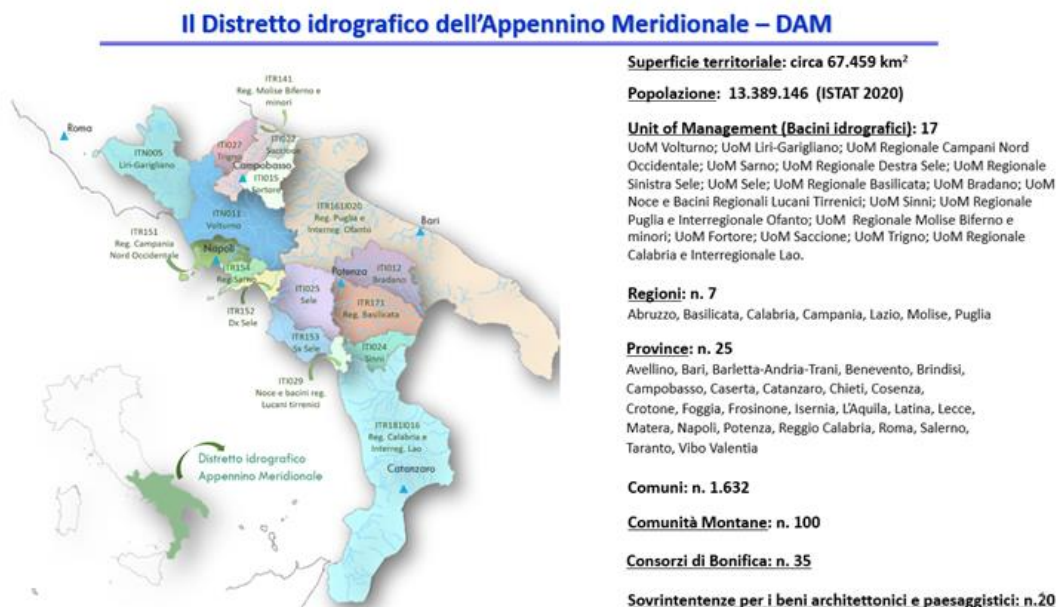 Il Distretto idrografico dell'Appennino Meridionale – DAM
Superficie territoriale: circa 67.459 km²
Popolazione: 13.389.146 (ISTAT 2020)
Unit of Management (Bacini idrografici): 17
UoM Volturno; UoM Liri-Garigliano; UoM Regionale Campani Nord
Occidentale; UoM Sarno; UoM Regionale Destra Sele; UoM Regionale
Sinistra Sele; UoM Sele; UoM Regionale Basilicata; UoM Bradano; UoM
Noce e Bacini Regionali Lucani Tirrenici; UoM Sinni; UoM Regionale
Puglia e Interregionale Ofanto; UoM Regionale Molise Biferno e
minori; UoM Fortore; UoM Saccione; UoM Trigno; UoM Regionale
Calabria e Interregionale Lao.
Regioni: n. 7
Abruzzo, Basilicata, Calabria, Campania, Lazio, Molise, Puglia
Province: n. 25
Avellino, Bari, Barletta-Andria-Trani, Benevento, Brindisi,
Campobasso, Caserta, Catanzaro, Chieti, Cosenza,
Crotone, Foggia, Frosinone, Isernia, L'Aquila, Latina, Lecce,
Matera, Napoli, Potenza, Reggio Calabria, Roma, Salerno,
Taranto, Vibo Valentia
Comuni: n. 1.632
Comunità Montane: n. 100
Consorzi di Bonifica: n. 35
Sovrintentenze per i beni architettonici e paesaggistici: n.20
ITR141
Reg. Molise Biferno e
minori
Roma
ITN005
Liri-Garigliano
ITI027
Trigno
ITI022
Saccione
Campobasso
ITI015
Fortore
ITN011
Volturno
ITR161I020
Reg. Puglia e
Interreg. Ofanto
Bari
ITR151
Reg. Campania
Nord Occidentale
Napoli
ITR154
Reg.Sarno
Potenza
ITI012
Bradano
ITI025
Sele
ITR171
Reg. Basilicata
ITR152
Dx Sele
ITR153
Sx Sele
ITI024
Sinni
ITI029
Noce e bacini reg.
Lucani tirrenici
ITR181I016
Reg. Calabria e
Interreg. Lao
Catanzaro
Distretto idrografico
Appennino Meridionale